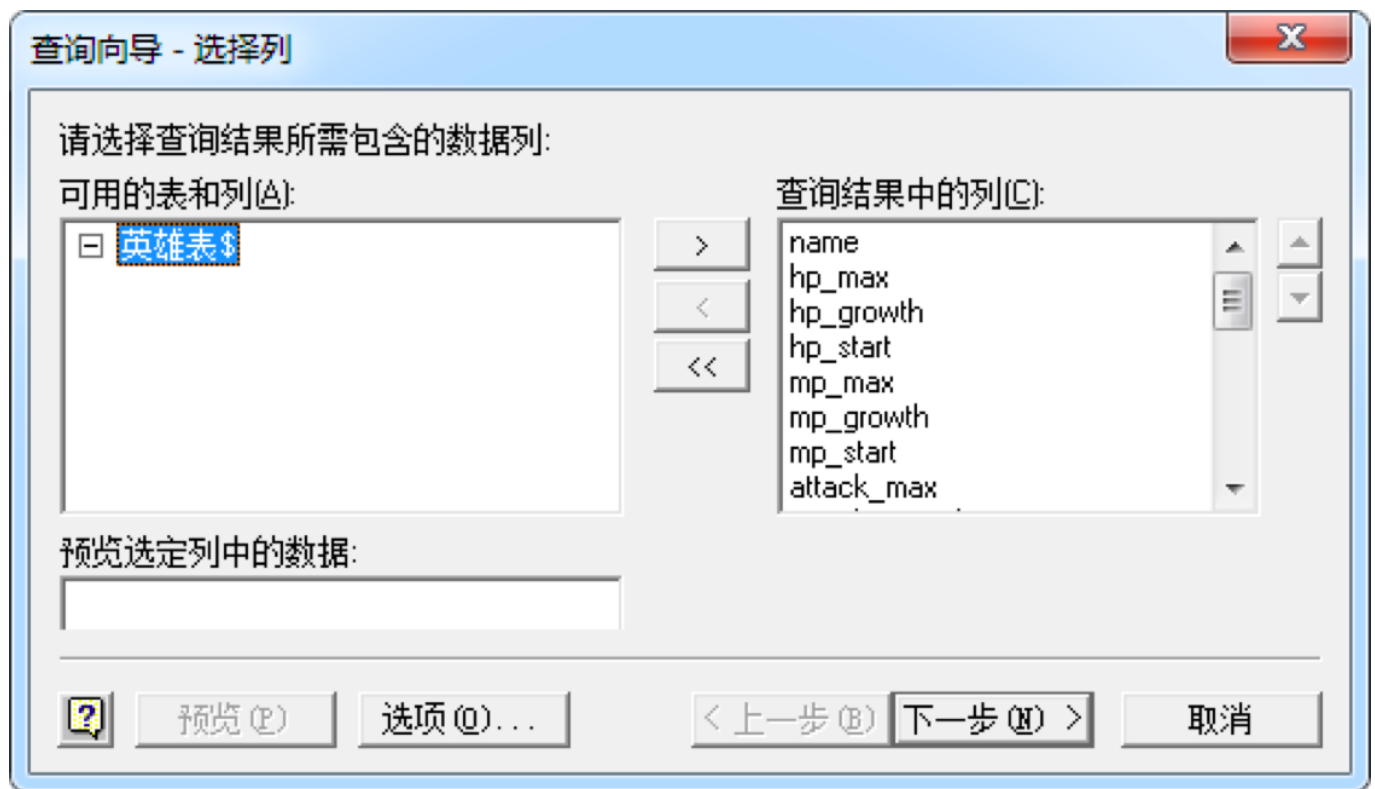 查询向导 - 选择列
请选择查询结果所需包含的数据列:
可用的表和列(A):
英雄表$
>
<
<<
查询结果中的列(C):
name
hp_max
hp_growth
hp_start
mp_max
mp_growth
mp_start
attack_max
预览选定列中的数据:
预览(P)
选项(O)...
< 上一步(B)
下一步(N) >
取消